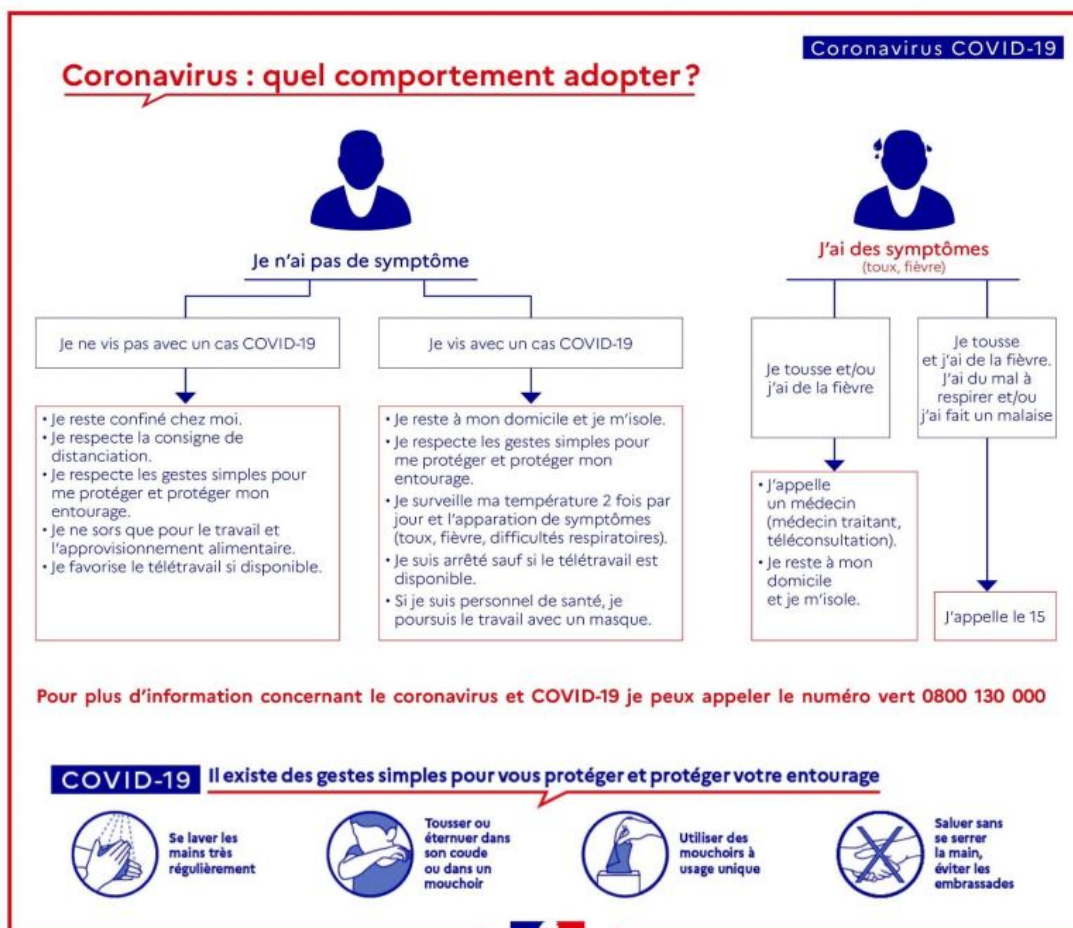 Coronavirus COVID-19
Coronavirus : quel comportement adopter ?
Je n'ai pas de symptôme
Je ne vis pas avec un cas COVID-19
• Je reste confiné chez moi.
• Je respecte la consigne de
distanciation.
• Je respecte les gestes simples pour
me protéger et protéger mon
entourage.
• Je ne sors que pour le travail et
l'approvisionnement alimentaire.
• Je favorise le télétravail si disponible.
Je vis avec un cas COVID-19
• Je reste à mon domicile et je m'isole.
• Je respecte les gestes simples pour
me protéger et protéger mon
entourage.
• Je surveille ma température 2 fois par
jour et l'apparation de symptômes
(toux, fièvre, difficultés respiratoires).
• Je suis arrêté sauf si le télétravail est
disponible.
• Si je suis personnel de santé, je
poursuis le travail avec un masque.
J'ai des symptômes
(toux, fièvre)
Je tousse et/ou
j'ai de la fièvre
• J'appelle
un médecin
(médecin traitant,
téléconsultation).
• Je reste à mon
domicile
et je m'isole.
Je tousse
et j'ai de la fièvre.
J'ai du mal à
respirer et/ou
j'ai fait un malaise
J'appelle le 15
Pour plus d'information concernant le coronavirus et COVID-19 je peux appeler le numéro vert 0800 130 000
COVID-19 Il existe des gestes simples pour vous protéger et protéger votre entourage
Se laver les
mains très
régulièrement
Tousser ou
éternuer dans
son coude
ou dans un
mouchoir
Utiliser des
mouchoirs à
usage unique
Saluer sans
se serrer
la main,
éviter les
embrassades